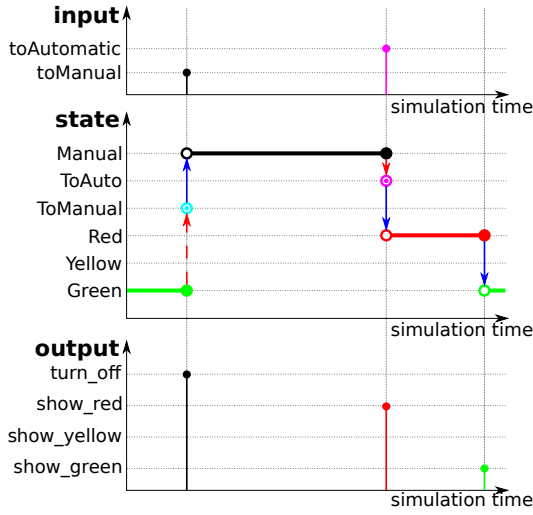 input
toAutomatic
toManual
simulation time
state
Manual
ToAuto
ToManual
Red
Yellow
Green
simulation time
output
turn_off
show_red
show_yellow
show_green
simulation time